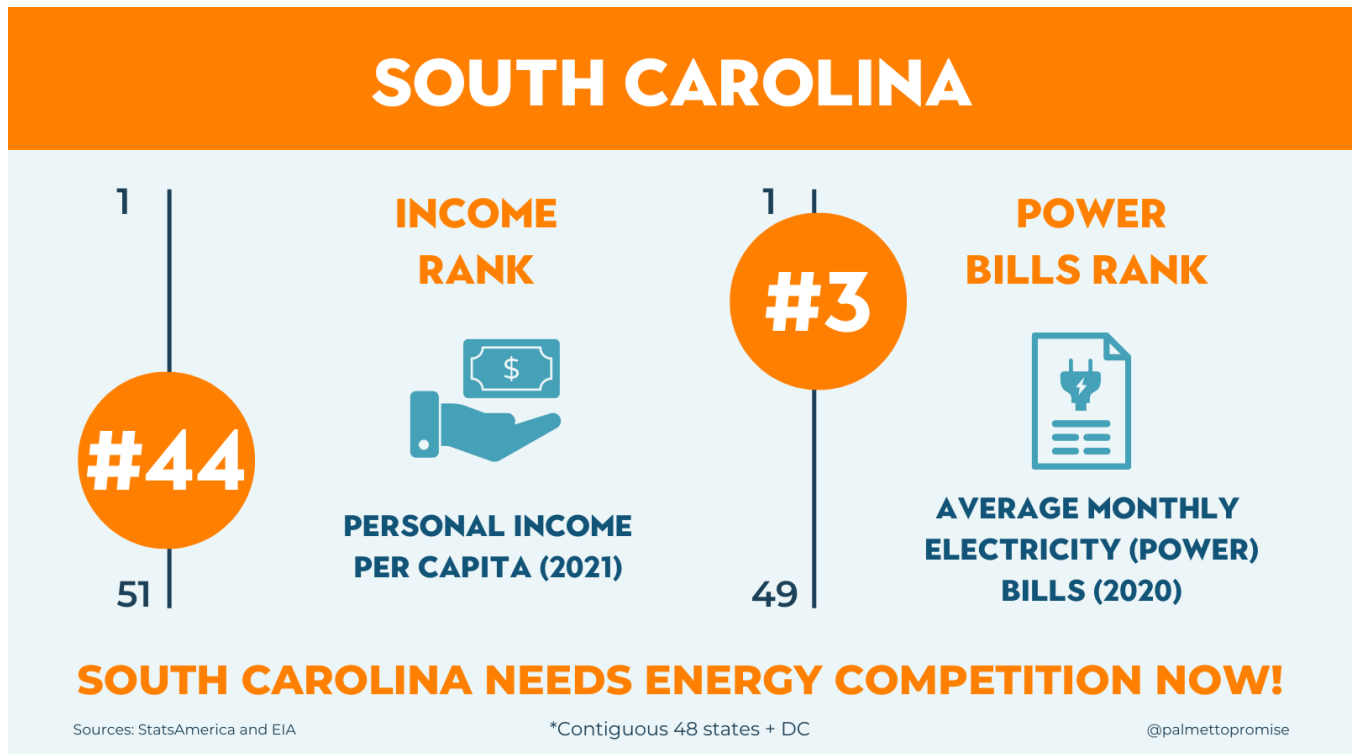 SOUTH CAROLINA
1
#44
51
INCOME
RANK
$
PERSONAL INCOME
PER CAPITA (2021)
1
#3
49
POWER
BILLS RANK
AVERAGE MONTHLY
ELECTRICITY (POWER)
BILLS (2020)
SOUTH CAROLINA NEEDS ENERGY COMPETITION NOW!
Sources: StatsAmerica and EIA
*Contiguous 48 states + DC
@palmettopromise